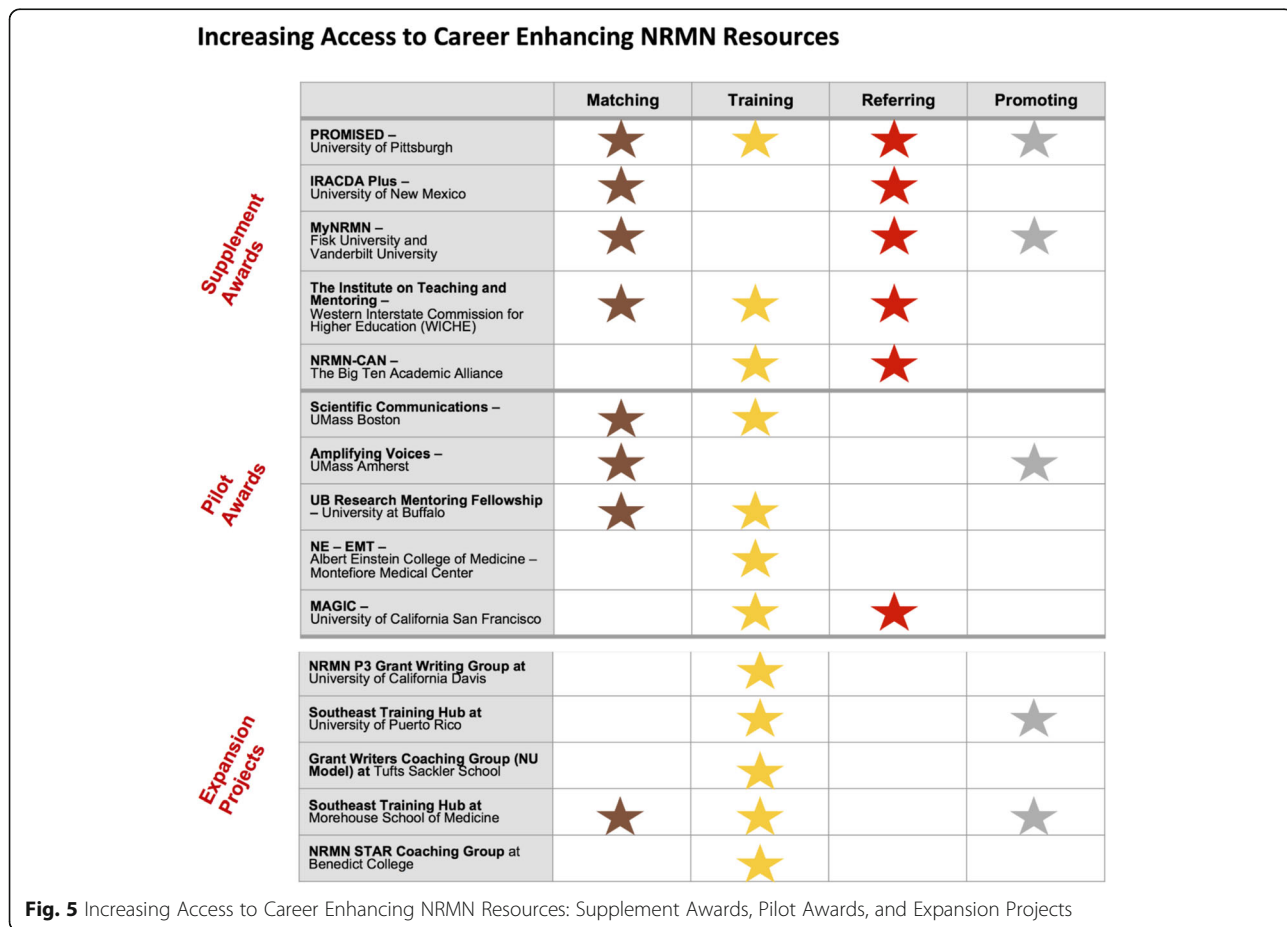 Increasing Access to Career Enhancing NRMN Resources
Matching Training Referring Promoting
Supplement
Awards
PROMISED –
University of Pittsburgh
IRACDA Plus –
University of New Mexico
MyNRMN –
Fisk University and
Vanderbilt University
The Institute on Teaching and
Mentoring –
Western Interstate Commission for
Higher Education (WICHE)
NRMN-CAN –
The Big Ten Academic Alliance
Pilot
Awards
Scientific Communications –
UMass Boston
Amplifying Voices –
UMass Amherst
UB Research Mentoring Fellowship
– University at Buffalo
NE – EMT –
Albert Einstein College of Medicine –
Montefiore Medical Center
MAGIC –
University of California San Francisco
Expansion
Projects
NRMN P3 Grant Writing Group at
University of California Davis
Southeast Training Hub at
University of Puerto Rico
Grant Writers Coaching Group (NU
Model) at Tufts Sackler School
Southeast Training Hub at
Morehouse School of Medicine
NRMN STAR Coaching Group at
Benedict College
Fig. 5 Increasing Access to Career Enhancing NRMN Resources: Supplement Awards, Pilot Awards, and Expansion Projects